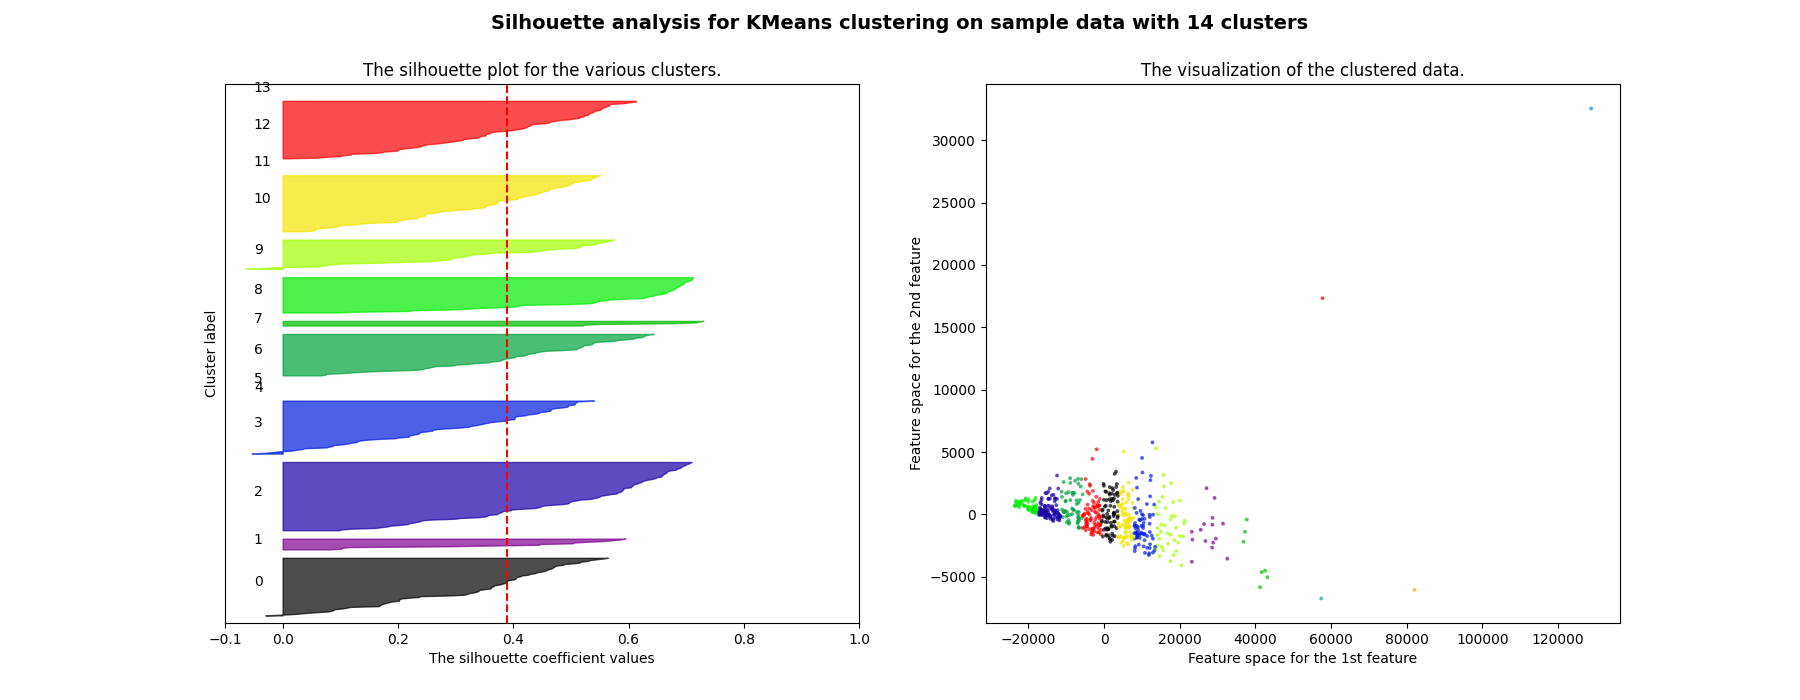 Silhouette analysis for KMeans clustering on sample data with 14 clusters
The silhouette plot for the various clusters.
13
12
11
10
9
8
7
6
5
4
3
2
1
0
Cluster label
−0.1 0.0 0.2 0.4 0.6 0.8 1.0
The silhouette coefficient values
The visualization of the clustered data.
30000
25000
20000
15000
10000
5000
0
−5000
Feature space for the 2nd feature
−20000 0 20000 40000 60000 80000 100000 120000
Feature space for the 1st feature